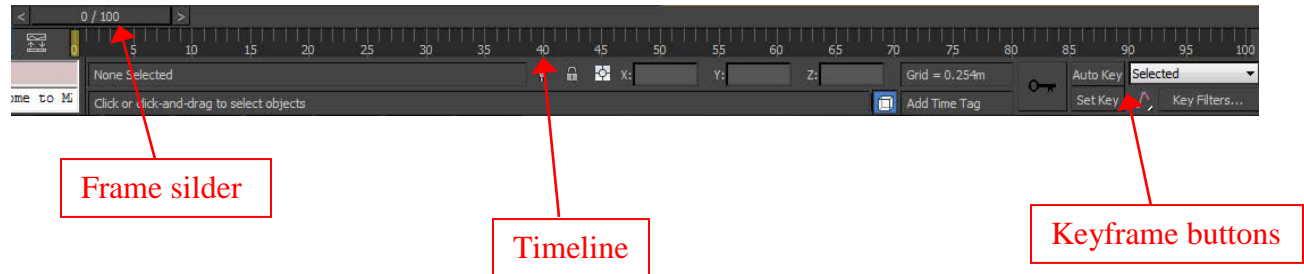 < 0 / 100 >
0 5 10 15 20 25 30 35 40 45 50 55 60 65 70 75 80 85 90 95 100
None Selected X: Y: Z: Grid = 0.254m Auto Key Selected
ome to Mi Click or click-and-drag to select objects Add Time Tag Set Key Key Filters...
Frame silder
Timeline
Keyframe buttons